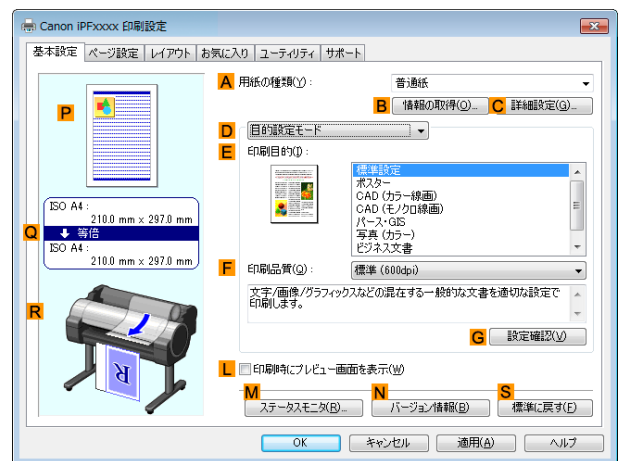 Canon iPFxxxx 印刷設定
基本設定 ページ設定 レイアウト お気に入り ユーティリティ サポート
P
A 用紙の種類(Y): 普通紙
B 情報の取得(O)... C 詳細設定(G)...
D 目的設定モード
E 印刷目的(I):
標準設定
ポスター
CAD (カラー線画)
CAD (モノクロ線画)
パース・GIS
写真 (カラー)
ビジネス文書
ISO A4 :
210.0 mm × 297.0 mm
Q 等倍
ISO A4 :
210.0 mm × 297.0 mm
F 印刷品質(Q): 標準 (600dpi)
文字/画像/グラフィックスなどの混在する一般的な文書を適切な設定で
印刷します。
R
R
G 設定確認(V)
L 印刷時にプレビュー画面を表示(W)
M ステータスモニタ(R)... N バージョン情報(B) S 標準に戻す(F)
OK キャンセル 適用(A) ヘルプ